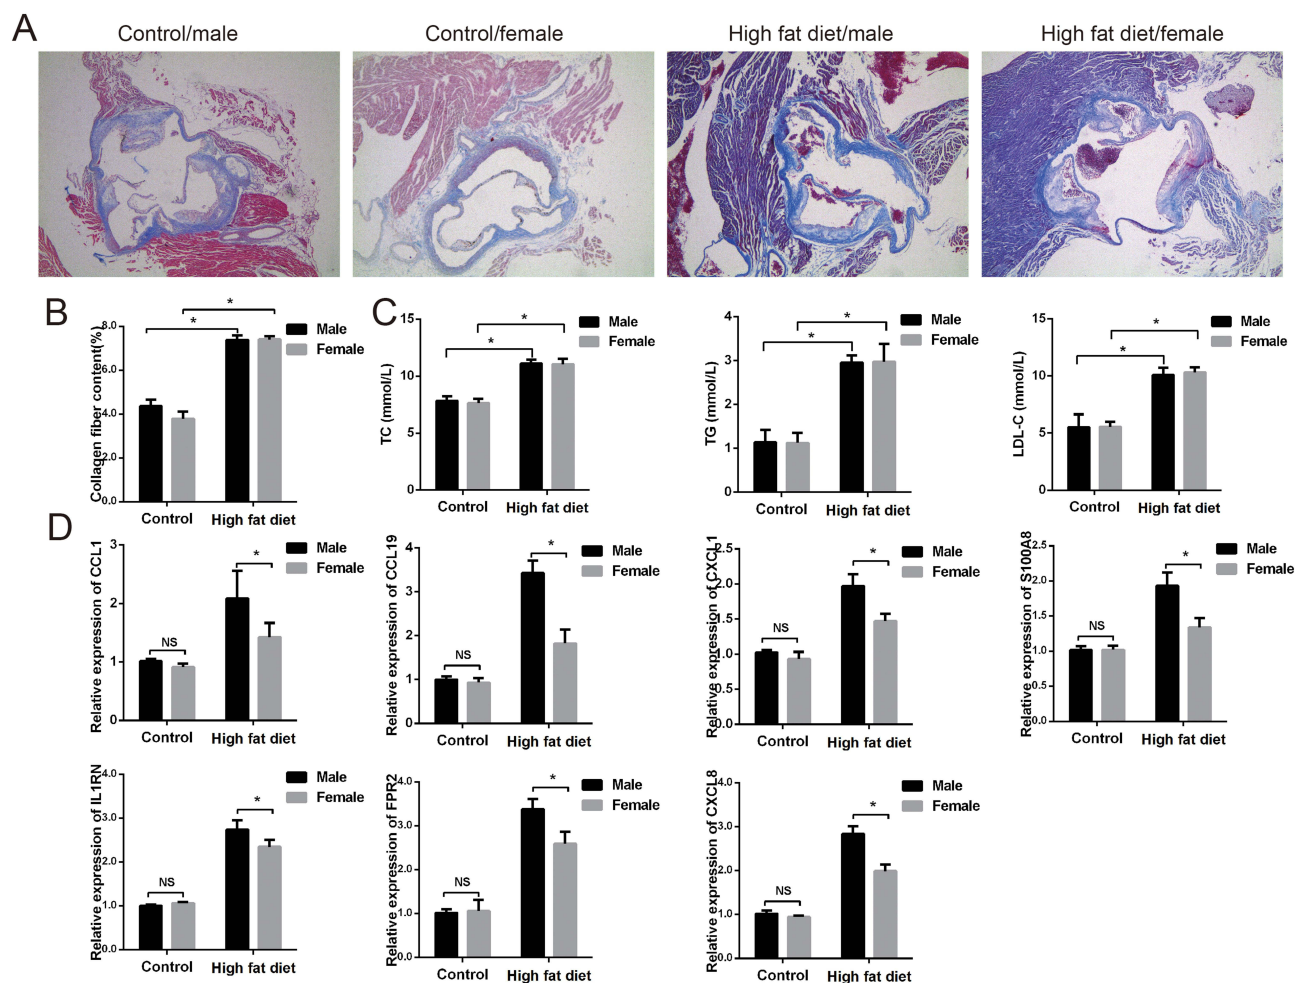 A
Control/male
Control/female
High fat diet/male
High fat diet/female
B
Collagen fiber content(%)
8.0
6.0
4.0
2.0
0.0
*
*
Male
Female
Control
High fat diet
C
TC (mmol/L)
15
10
5
0
*
*
Male
Female
Control
High fat diet
TG (mmol/L)
4
3
2
1
0
*
*
Male
Female
Control
High fat diet
LDL-C (mmol/L)
15
10
5
0
*
*
Male
Female
Control
High fat diet
D
Relative expression of CCL1
3
2
1
0
NS
*
Male
Female
Control
High fat diet
Relative expression of CCL19
4
3
2
1
0
NS
*
Male
Female
Control
High fat diet
Relative expression of CXCL1
2.5
2.0
1.5
1.0
0.5
0.0
NS
*
Male
Female
Control
High fat diet
Relative expression of S100A8
2.5
2.0
1.5
1.0
0.5
0.0
NS
*
Male
Female
Control
High fat diet
Relative expression of IL1RN
4.0
3.0
2.0
1.0
0.0
NS
*
Male
Female
Control
High fat diet
Relative expression of FPR2
4.0
3.0
2.0
1.0
0.0
NS
*
Male
Female
Control
High fat diet
Relative expression of CXCL8
4.0
3.0
2.0
1.0
0.0
NS
*
Male
Female
Control
High fat diet